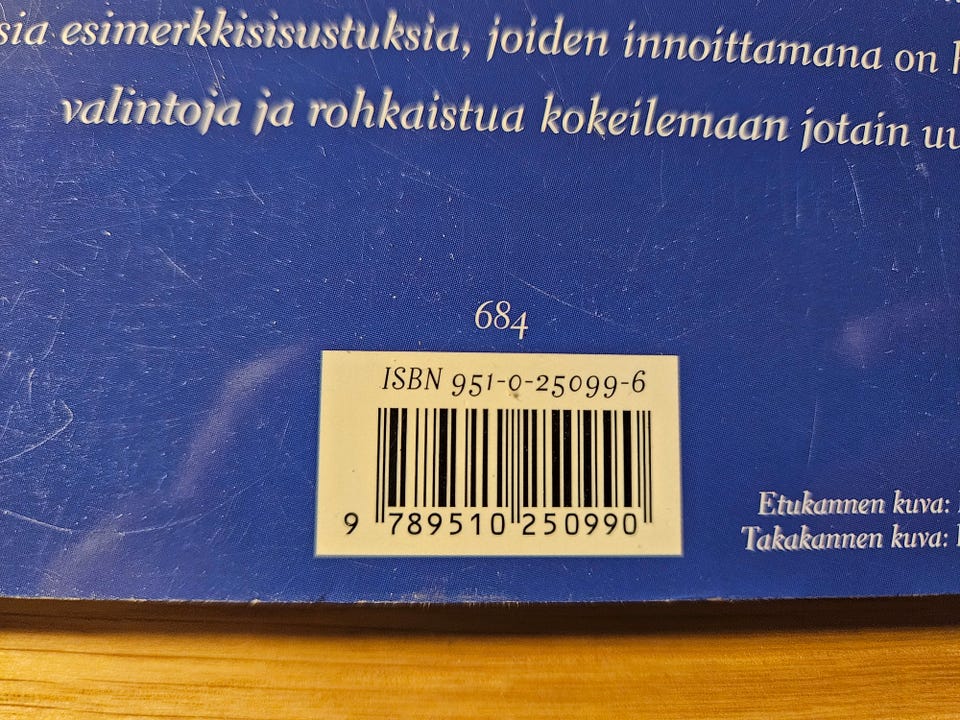 esimerkkisisustuksia, joiden innoittamana on
valintoja ja rohkaistua kokeilemaan jotain
684
ISBN 951-0-25099-6
9 789510 250990
Etukannen kuva:
Takakannen kuva: